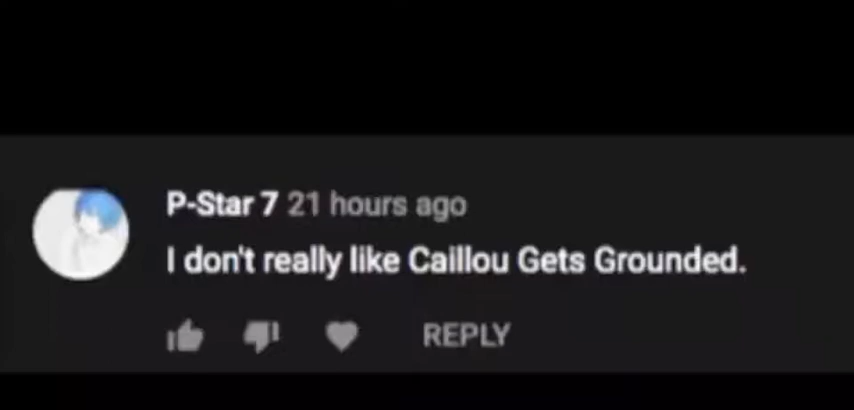 P-Star 7 21 hours ago
I don't really like Caillou Gets Grounded.
REPLY